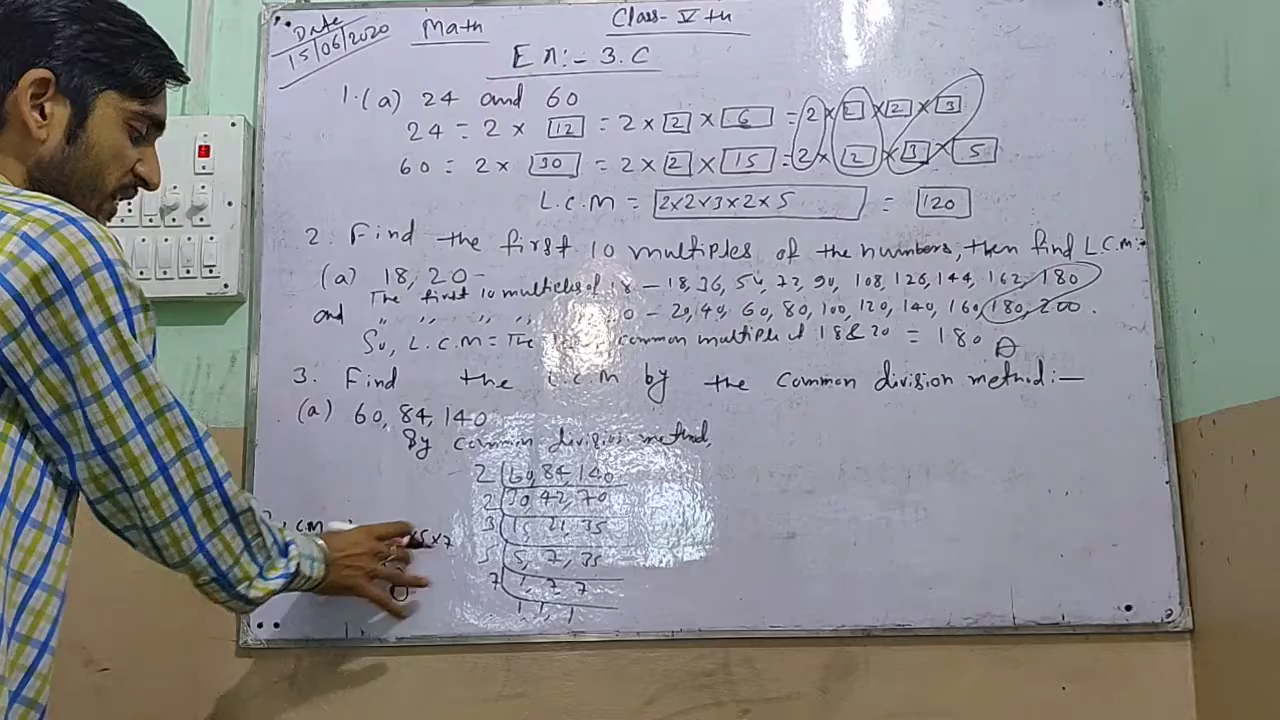 Date
15/06/2020
Math
Class- Vth
Ex:- 3.C
1.(a) 24 and 60
24 = 2 × 12 = 2 × 2 × 6 = 2 × 2 × 2 × 3
60 = 2 × 30 = 2 × 2 × 15 = 2 × 2 × 3 × 5
L.C.M = 2×2×3×2×5 = 120
2. Find the first 10 multiples of the numbers, then find L.C.M:-
(a) 18, 20-
The first 10 multiples of 18 - 18, 36, 54, 72, 90, 108, 126, 144, 162, 180
and " " " " 0 - 20, 40, 60, 80, 100, 120, 140, 160, 180, 200.
So, L.C.M = The common multiple of 18 & 20 = 180
3. Find the L.C.M by the common division method:-
(a) 60, 84, 140
By common division method,
2 60, 84, 140
2 30, 42, 70
3 15, 21, 35
5 5, 7, 35
7 1, 7, 7
1, 1, 1
.C.M
×5×7